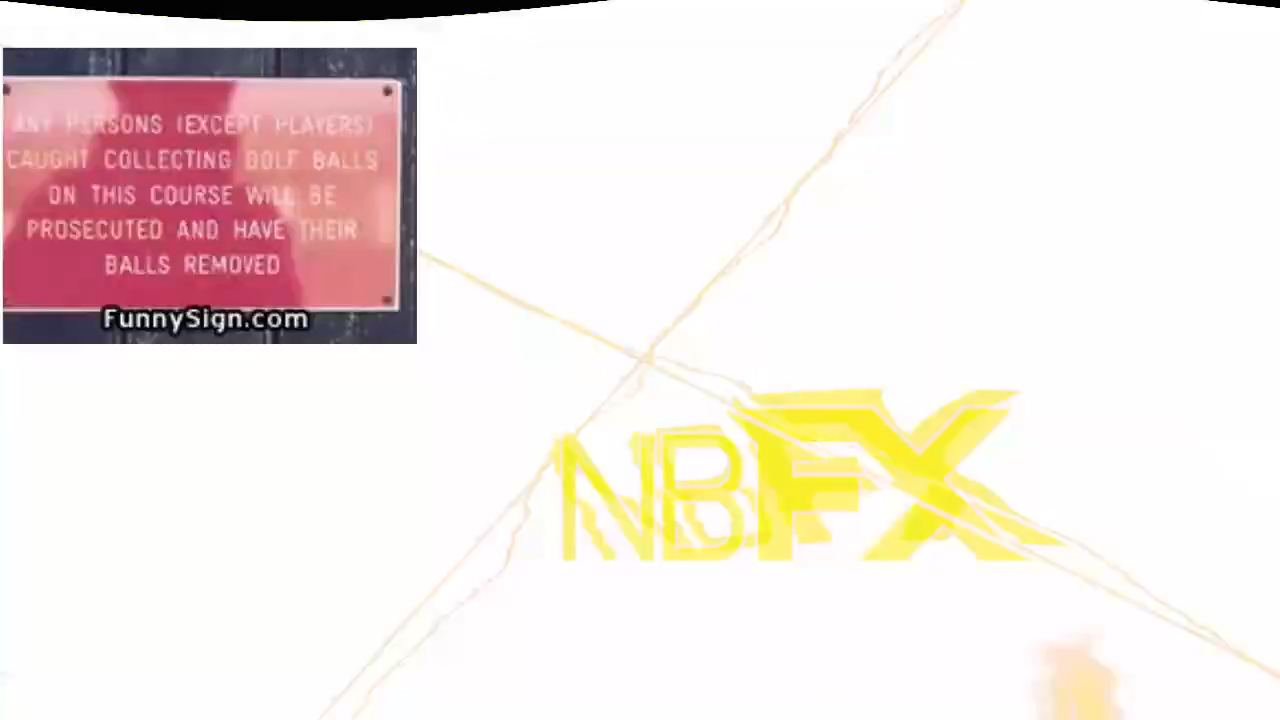 ANY PERSONS (EXCEPT PLAYERS)
CAUGHT COLLECTING GOLF BALLS
ON THIS COURSE WILL BE
PROSECUTED AND HAVE THEIR
BALLS REMOVED
FunnySign.com
NBFX